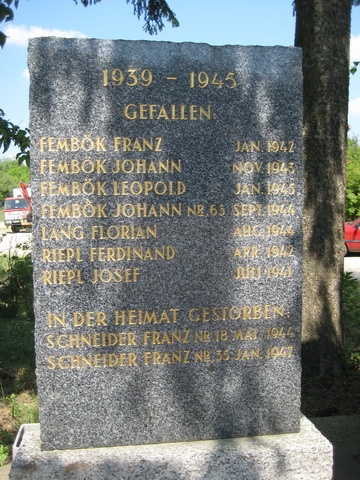 1939 - 1945
GEFALLEN:
FEMBÖK FRANZ JAN. 1942
FEMBÖK JOHANN NOV. 1943
FEMBÖK LEOPOLD JAN. 1945
FEMBÖK JOHANN NR. 63 SEPT. 1944
LANG FLORIAN AUG. 1944
RIEPL FERDINAND APR. 1944
RIEPL JOSEF JULI 1941
IN DER HEIMAT GESTORBEN:
SCHNEIDER FRANZ NR. 18 MAI 1944
SCHNEIDER FRANZ NR. 35 JAN. 1947